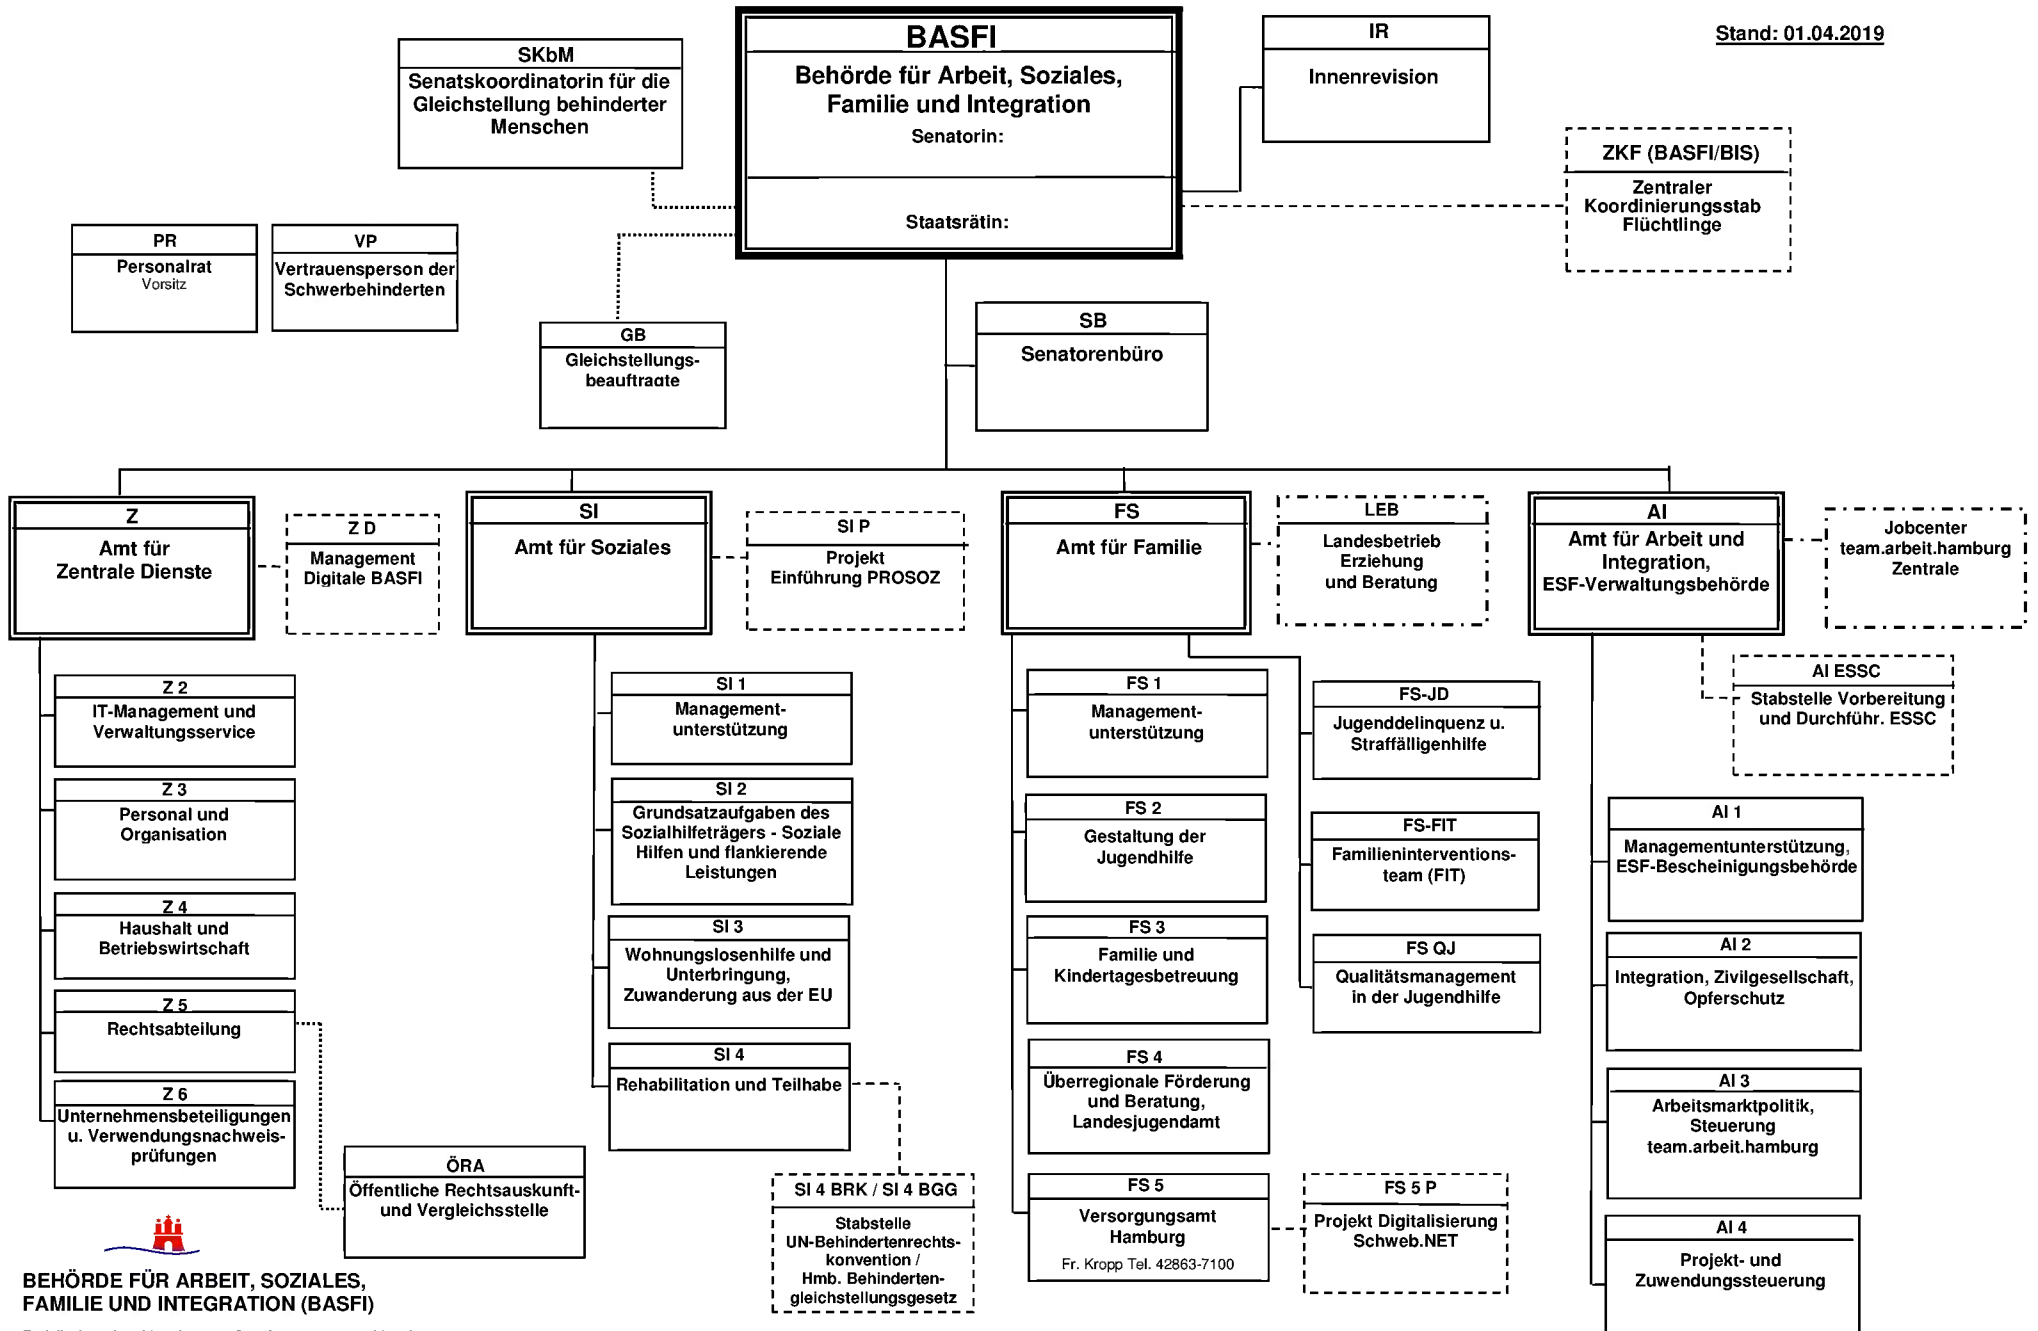 Stand: 01.04.2019
BASFI
Behörde für Arbeit, Soziales,
Familie und Integration
Senatorin:
Staatsrätin:
SKbM
Senatskoordinatorin für die
Gleichstellung behinderter
Menschen
IR
Innenrevision
ZKF (BASFI/BIS)
Zentraler
Koordinierungsstab
Flüchtlinge
PR
Personalrat
Vorsitz
VP
Vertrauensperson der
Schwerbehinderten
GB
Gleichstellungs-
beauftragte
SB
Senatorenbüro
Z
Amt für
Zentrale Dienste
Z D
Management
Digitale BASFI
SI
Amt für Soziales
SI P
Projekt
Einführung PROSOZ
FS
Amt für Familie
LEB
Landesbetrieb
Erziehung
und Beratung
AI
Amt für Arbeit und
Integration,
ESF-Verwaltungsbehörde
Jobcenter
team.arbeit.hamburg
Zentrale
AI ESSC
Stabstelle Vorbereitung
und Durchführ. ESSC
Z 2
IT-Management und
Verwaltungsservice
Z 3
Personal und
Organisation
Z 4
Haushalt und
Betriebswirtschaft
Z 5
Rechtsabteilung
Z 6
Unternehmensbeteiligungen
u. Verwendungsnachweis-
prüfungen
ÖRA
Öffentliche Rechtsauskunft-
und Vergleichsstelle
SI 1
Management-
unterstützung
SI 2
Grundsatzaufgaben des
Sozialhilfeträgers - Soziale
Hilfen und flankierende
Leistungen
SI 3
Wohnungslosenhilfe und
Unterbringung,
Zuwanderung aus der EU
SI 4
Rehabilitation und Teilhabe
SI 4 BRK / SI 4 BGG
Stabstelle
UN-Behindertenrechts-
konvention /
Hmb. Behinderten-
gleichstellungsgesetz
FS 1
Management-
unterstützung
FS 2
Gestaltung der
Jugendhilfe
FS 3
Familie und
Kindertagesbetreuung
FS 4
Überregionale Förderung
und Beratung,
Landesjugendamt
FS 5
Versorgungsamt
Hamburg
Fr. Kropp Tel. 42863-7100
FS 5 P
Projekt Digitalisierung
Schweb.NET
FS-JD
Jugenddelinquenz u.
Straffälligenhilfe
FS-FIT
Familieninterventions-
team (FIT)
FS QJ
Qualitätsmanagement
in der Jugendhilfe
AI 1
Managementunterstützung,
ESF-Bescheinigungsbehörde
AI 2
Integration, Zivilgesellschaft,
Opferschutz
AI 3
Arbeitsmarktpolitik,
Steuerung
team.arbeit.hamburg
AI 4
Projekt- und
Zuwendungssteuerung
BEHÖRDE FÜR ARBEIT, SOZIALES,
FAMILIE UND INTEGRATION (BASFI)